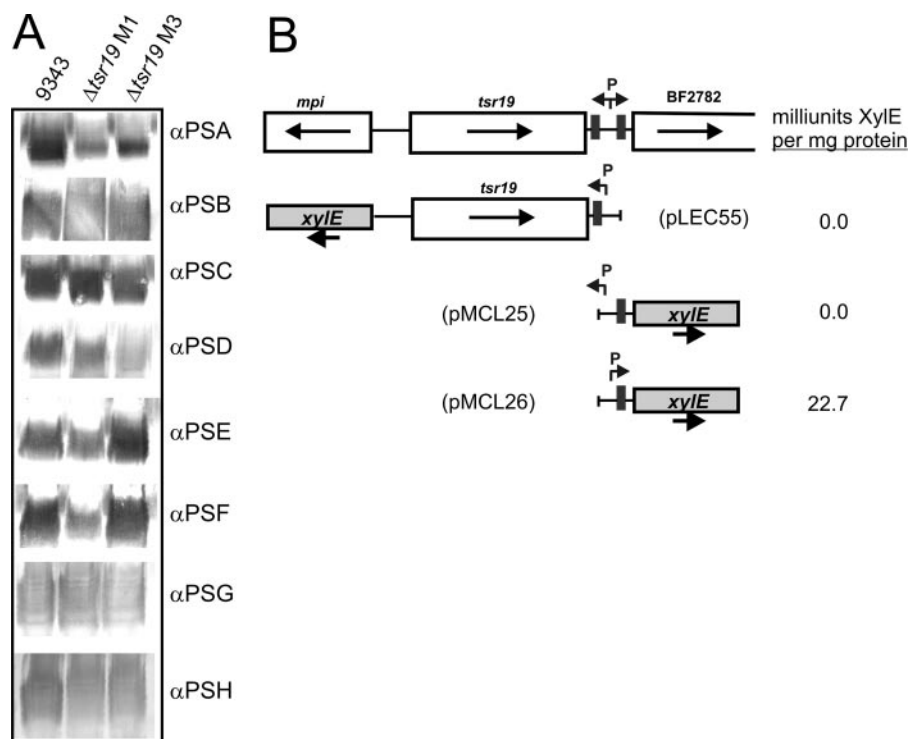 A
9343
Δtsr19 M1
Δtsr19 M3
αPSA
αPSB
αPSC
αPSD
αPSE
αPSF
αPSG
αPSH
B
P
mpi
tsr19
BF2782
milliunits XylE
per mg protein
P
tsr19
xylE
(pLEC55)
0.0
P
(pMCL25)
xylE
0.0
P
(pMCL26)
xylE
22.7